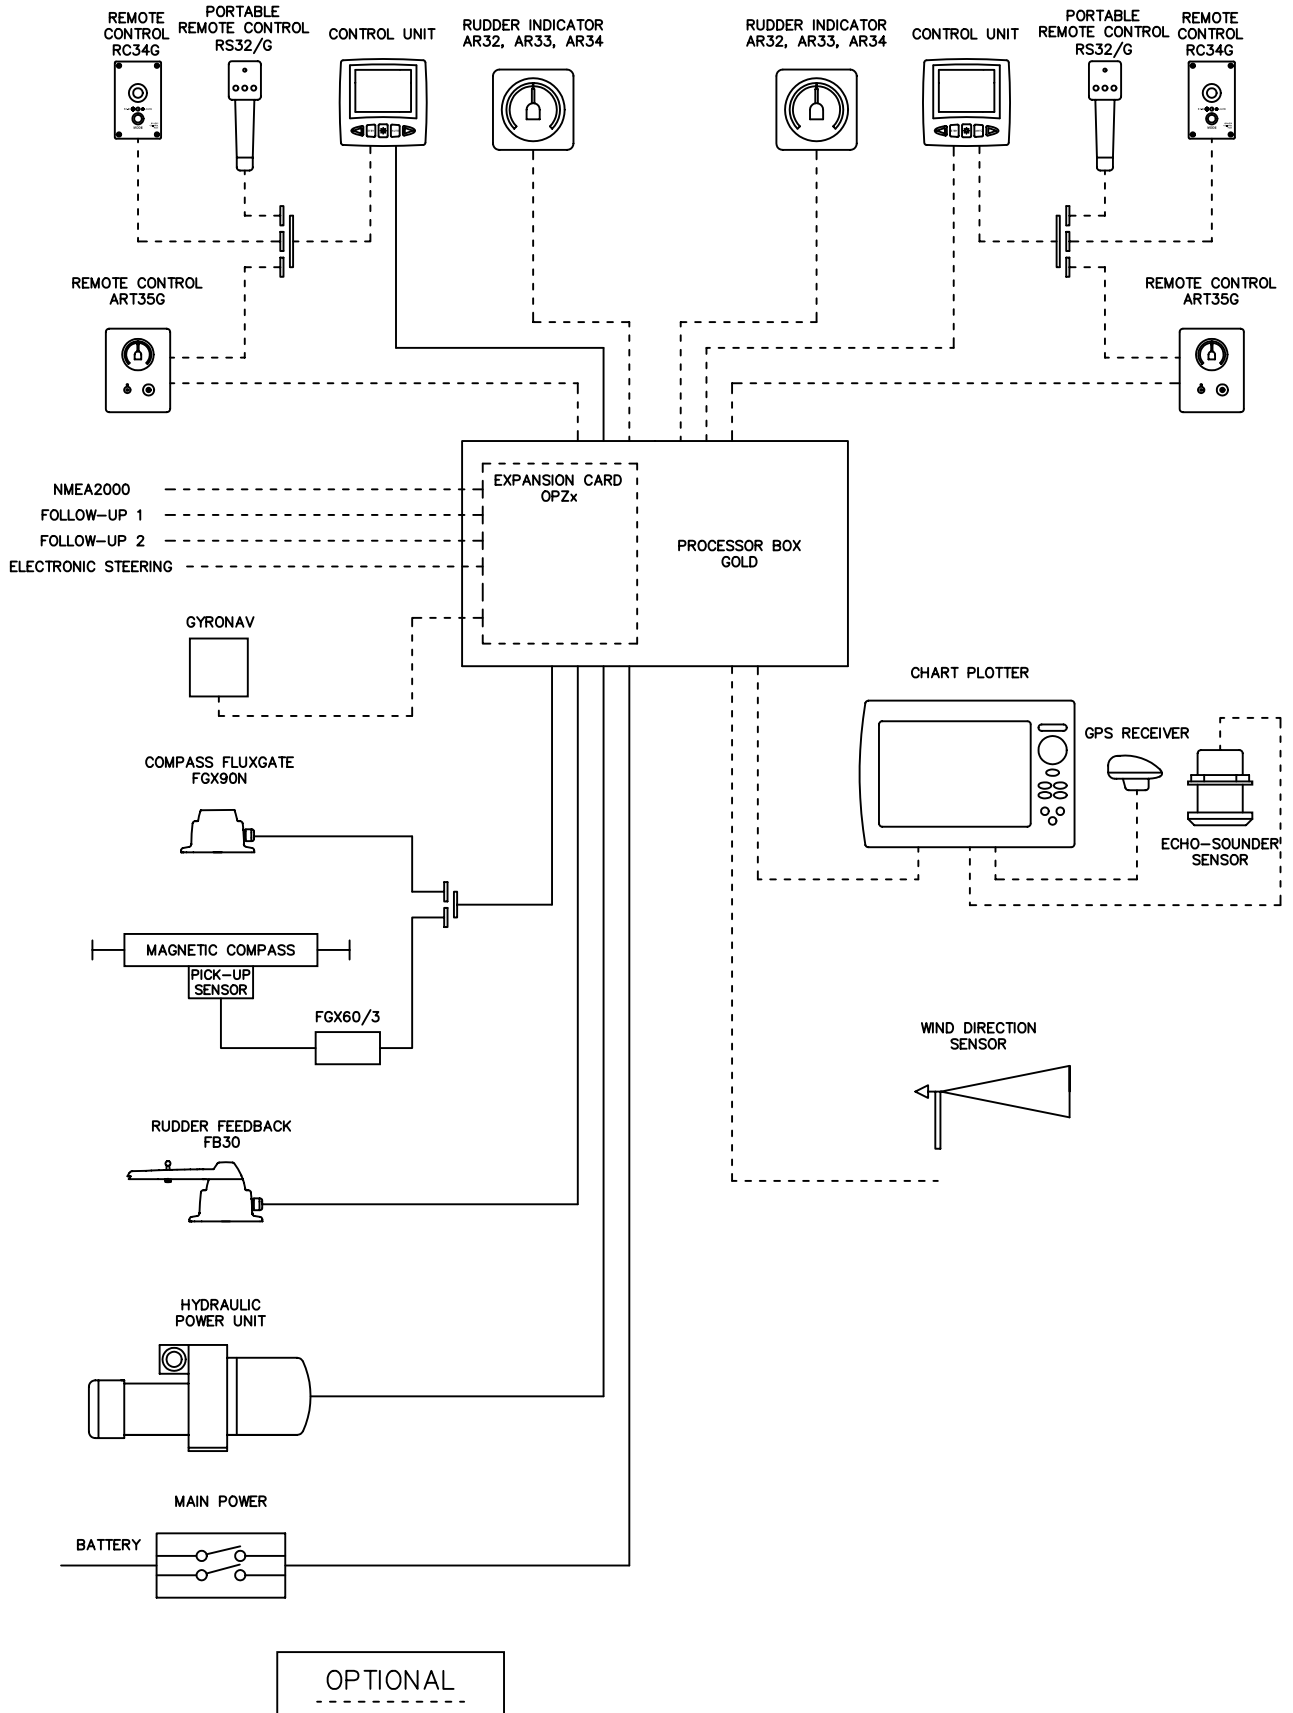 REMOTE
CONTROL
RC34G
PORTABLE
REMOTE CONTROL
RS32/G
CONTROL UNIT
RUDDER INDICATOR
AR32, AR33, AR34
RUDDER INDICATOR
AR32, AR33, AR34
CONTROL UNIT
PORTABLE
REMOTE CONTROL
RS32/G
REMOTE
CONTROL
RC34G
MODE
MODE
REMOTE CONTROL
ART35G
REMOTE CONTROL
ART35G
NMEA2000
FOLLOW-UP 1
FOLLOW-UP 2
ELECTRONIC STEERING
EXPANSION CARD
OPZx
PROCESSOR BOX
GOLD
GYRONAV
CHART PLOTTER
GPS RECEIVER
ECHO-SOUNDER
SENSOR
COMPASS FLUXGATE
FGX90N
MAGNETIC COMPASS
PICK-UP
SENSOR
FGX60/3
WIND DIRECTION
SENSOR
RUDDER FEEDBACK
FB30
HYDRAULIC
POWER UNIT
MAIN POWER
BATTERY
OPTIONAL